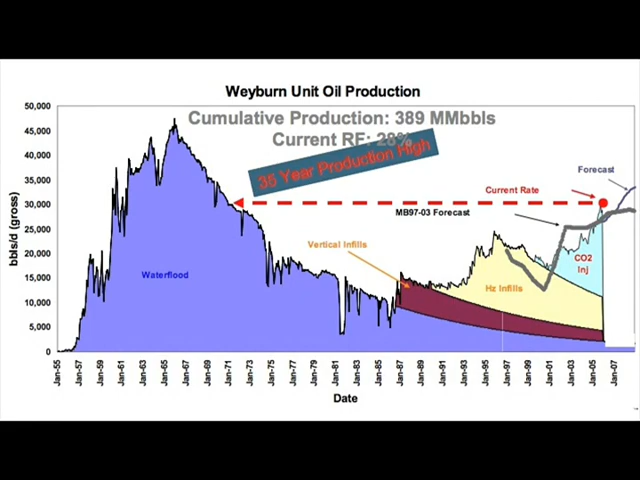 Weyburn Unit Oil Production
Cumulative Production: 389 MMbbls
Current RF: 28%
35 Year Production High
Forecast
Current Rate
MB97-03 Forecast
Vertical Infills
Waterflood
CO2
Inj
Hz Infills
bbls/d (gross)
50,000
45,000
40,000
35,000
30,000
25,000
20,000
15,000
10,000
5,000
0
Jan-55
Jan-57
Jan-59
Jan-61
Jan-63
Jan-65
Jan-67
Jan-69
Jan-71
Jan-73
Jan-75
Jan-77
Jan-79
Jan-81
Jan-83
Jan-85
Jan-87
Jan-89
Jan-91
Jan-93
Jan-95
Jan-97
Jan-99
Jan-01
Jan-03
Jan-05
Jan-07
Date